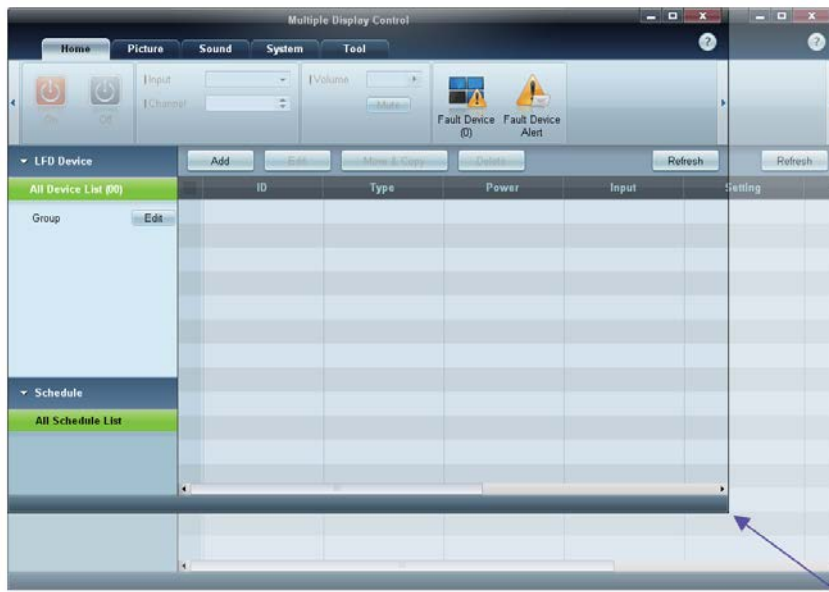 Multiple Display Control
Home Picture Sound System Tool
Input
Volume
Channel
Mute
On Off
Fault Device
(0)
Fault Device
Alert
LFD Device
Add Edit Move & Copy Delete Refresh Refresh
All Device List (00)
ID Type Power Input Setting
Group Edit
Schedule
All Schedule List